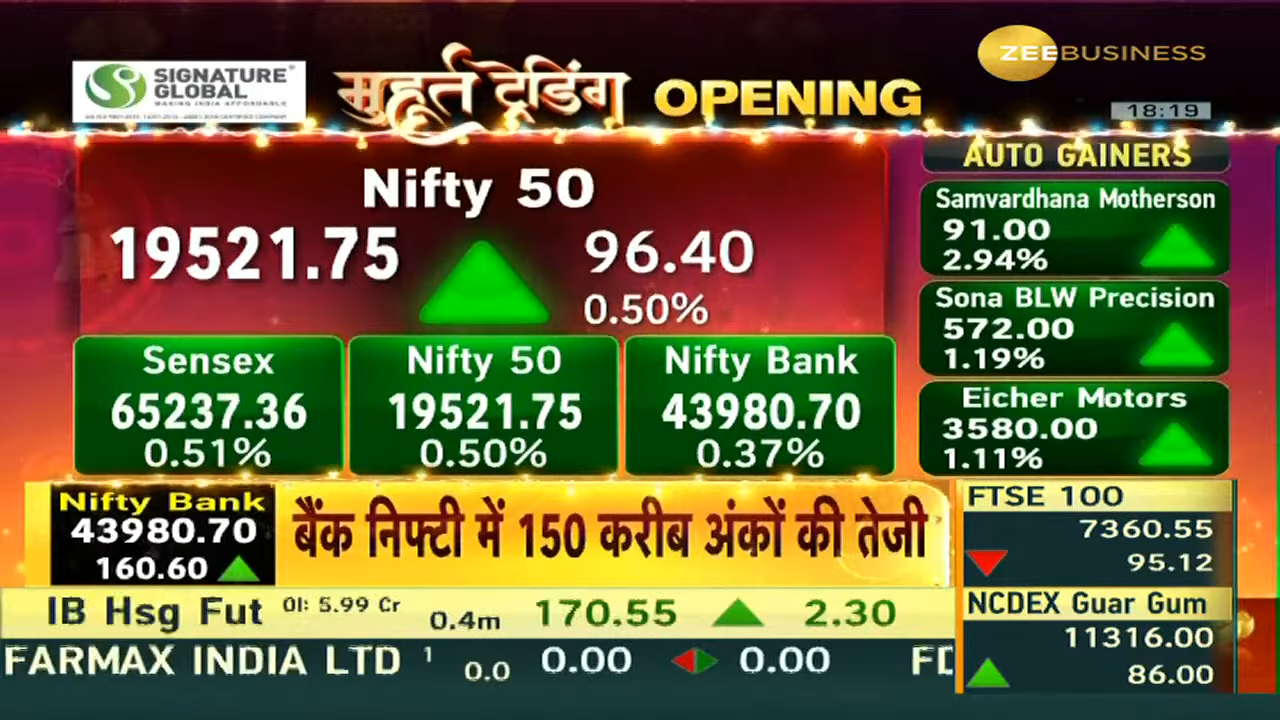 SIGNATURE GLOBAL
MAKING INDIA AFFORDABLE
मुहूर्त ट्रेडिंग OPENING
ZEEBUSINESS
18:19
Nifty 50
19521.75
96.40
0.50%
Sensex
65237.36
0.51%
Nifty 50
19521.75
0.50%
Nifty Bank
43980.70
0.37%
AUTO GAINERS
Samvardhana Motherson
91.00
2.94%
Sona BLW Precision
572.00
1.19%
Eicher Motors
3580.00
1.11%
Nifty Bank
43980.70
160.60
बैंक निफ्टी में 150 करीब अंकों की तेजी
FTSE 100
7360.55
95.12
NCDEX Guar Gum
11316.00
86.00
IB Hsg Fut OI: 5.99 Cr 0.4m 170.55 2.30
FARMAX INDIA LTD 1 0.0 0.00 0.00 FD